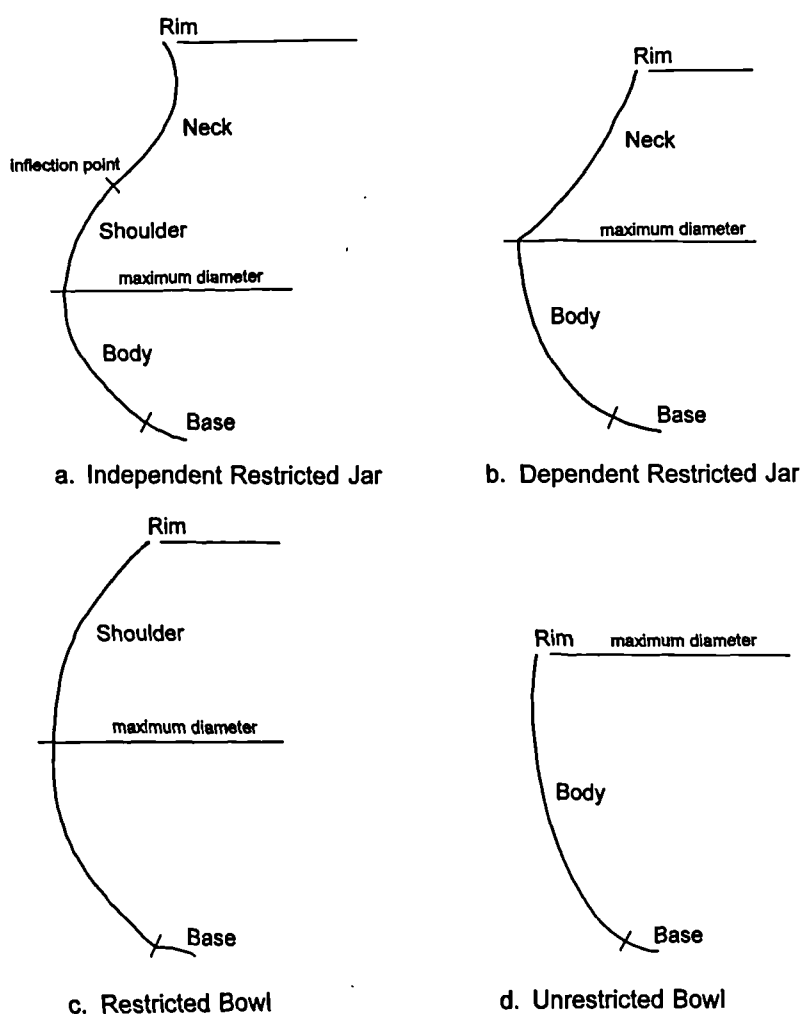 Rim
Neck
inflection point
Shoulder
maximum diameter
Body
Base
a. Independent Restricted Jar
Rim
Neck
maximum diameter
Body
Base
b. Dependent Restricted Jar
Rim
Shoulder
maximum diameter
Base
c. Restricted Bowl
Rim
maximum diameter
Body
Base
d. Unrestricted Bowl